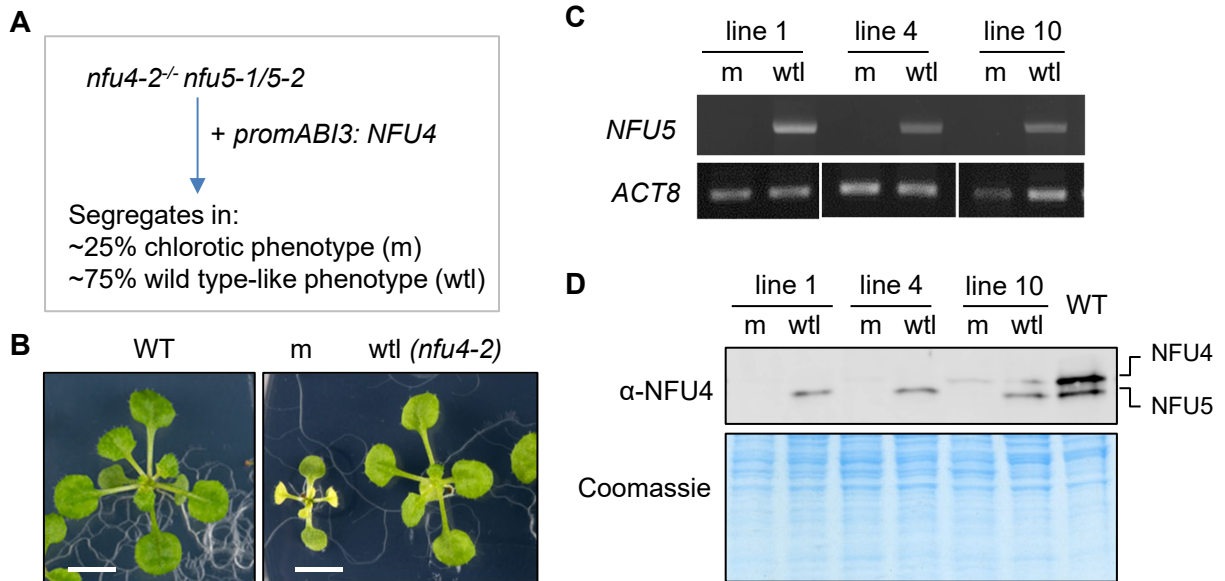 A
nfu4-2-/- nfu5-1/5-2
+ promABI3: NFU4
Segregates in:
~25% chlorotic phenotype (m)
~75% wild type-like phenotype (wtl)
B
WT m wtl (nfu4-2)
C
line 1 line 4 line 10
m wtl m wtl m wtl
NFU5
ACT8
D
line 1 line 4 line 10 WT
m wtl m wtl m wtl
α-NFU4
NFU4
NFU5
Coomassie